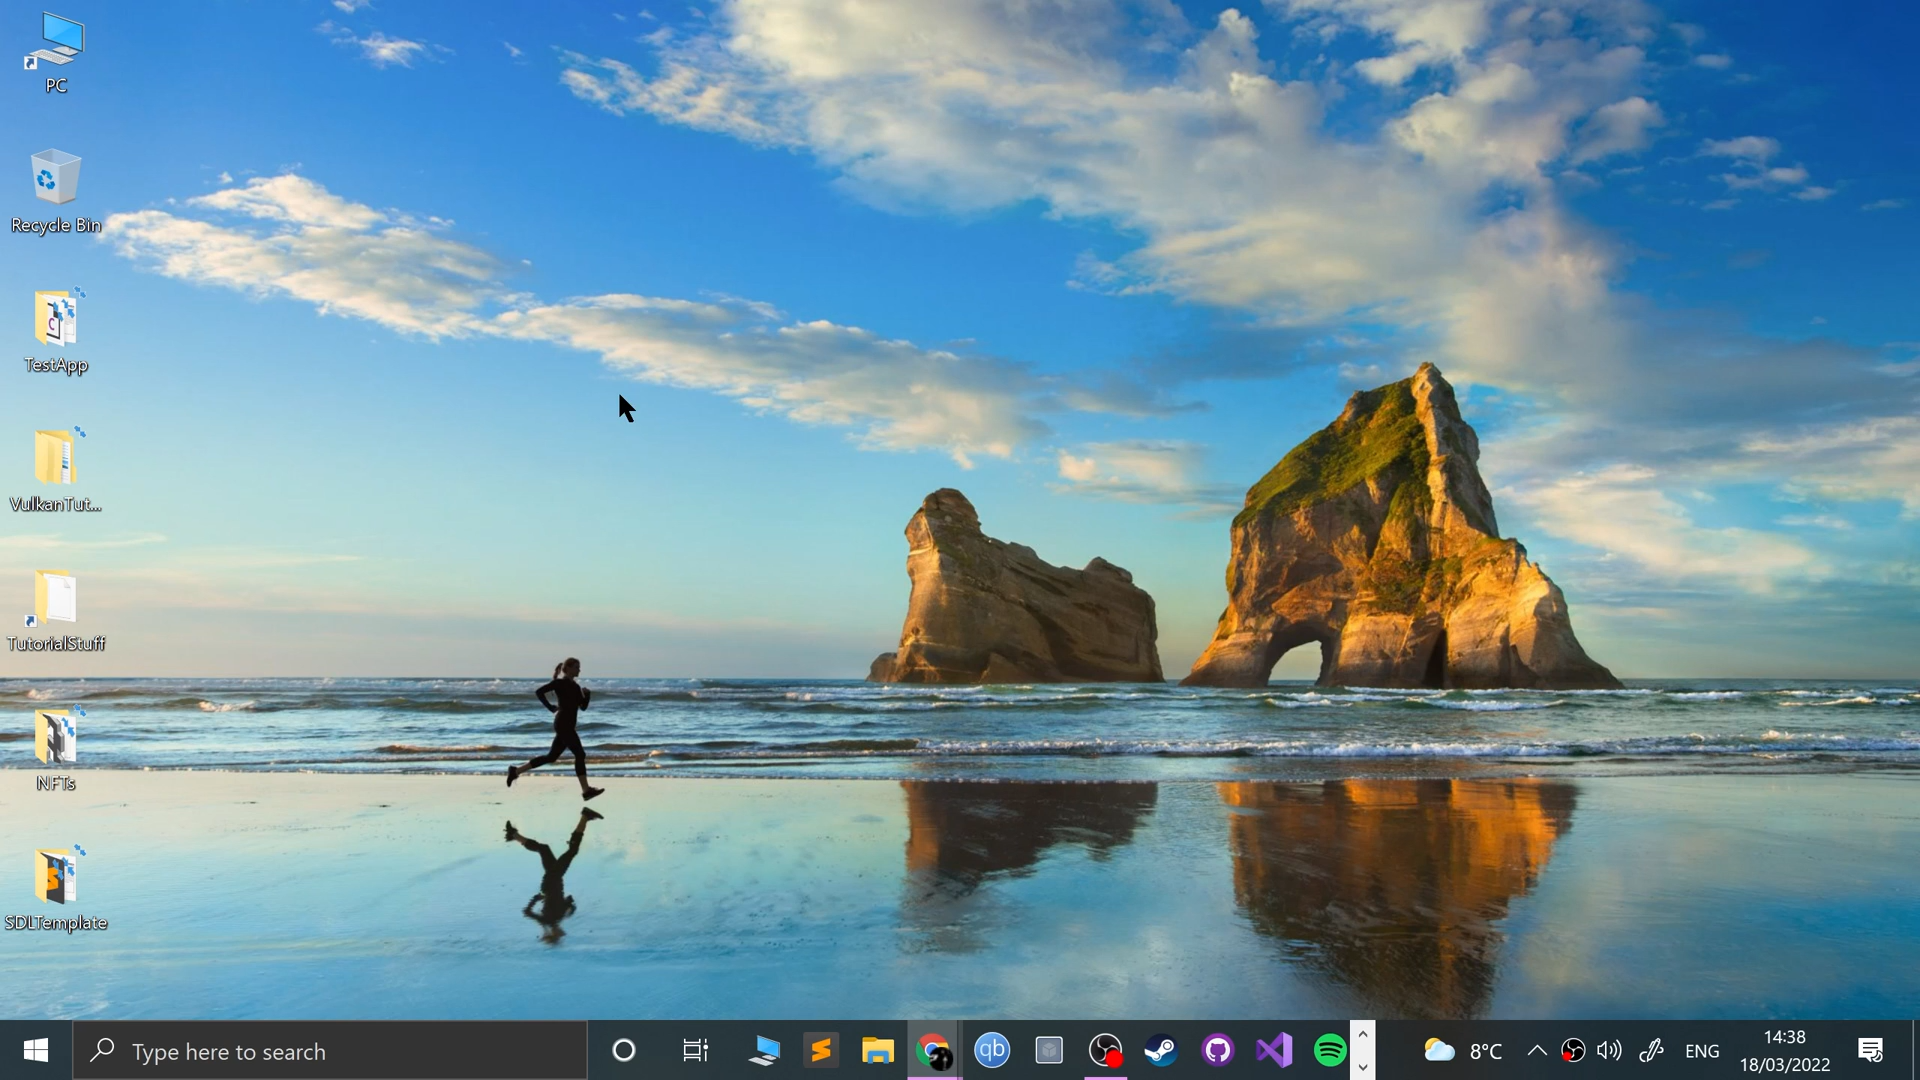 PC
Recycle Bin
TestApp
VulkanTut...
TutorialStuff
NFTs
SDLTemplate
Type here to search
qb
8°C
ENG
14:38
18/03/2022